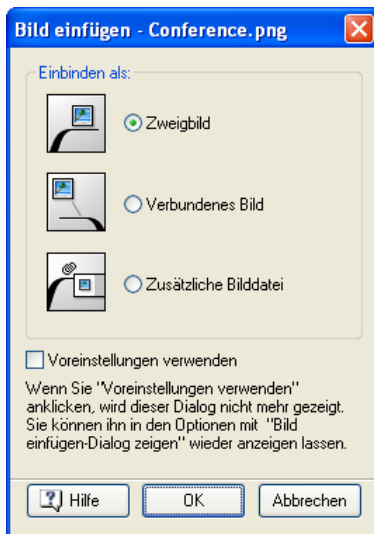 Bild einfügen - Conference.png
Einbinden als:
Zweigbild
Verbundenes Bild
Zusätzliche Bilddatei
Voreinstellungen verwenden
Wenn Sie "Voreinstellungen verwenden"
anklicken, wird dieser Dialog nicht mehr gezeigt.
Sie können ihn in den Optionen mit "Bild
einfügen-Dialog zeigen" wieder anzeigen lassen.
Hilfe OK Abbrechen